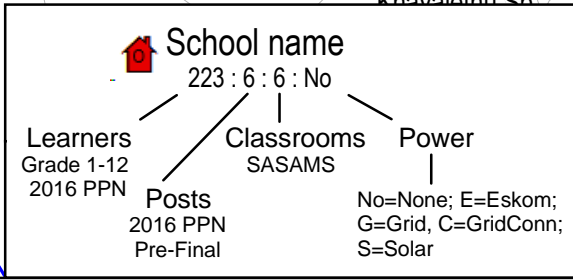 School name
223 : 6 : 6 : No
Learners
Grade 1-12
2016 PPN
Posts
2016 PPN
Pre-Final
Classrooms
SASAMS
Power
No=None; E=Eskom;
G=Grid, C=GridConn;
S=Solar